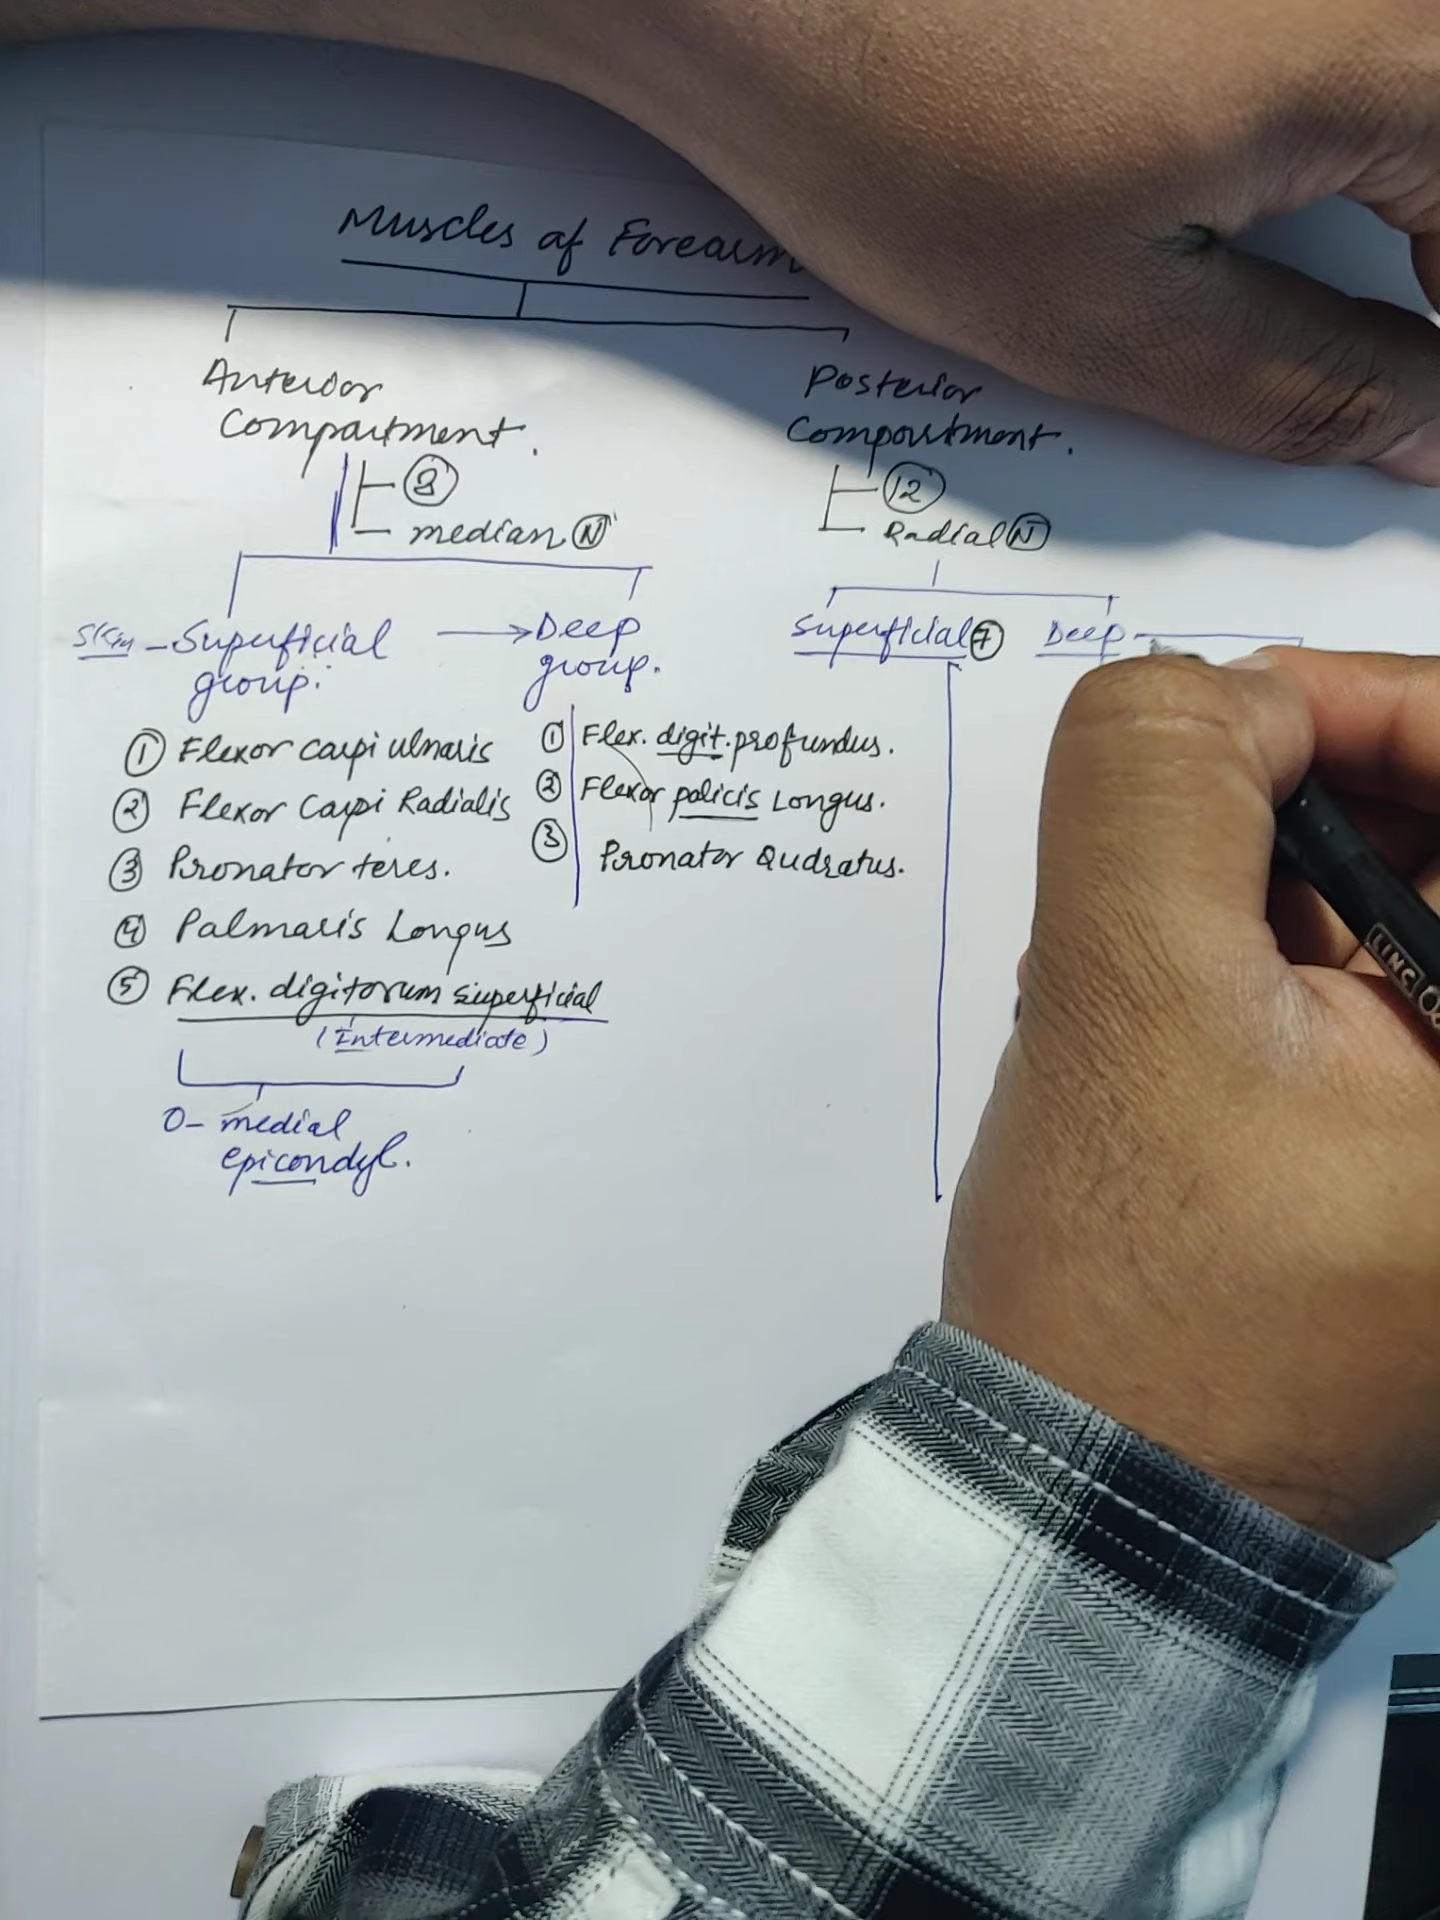 Muscles of Forearm
Anterior
Compartment.
8
median N
Posterior
Compartment.
12
Radial N
Skin - Superficial
group.
Deep
group.
Superficial 7
Deep
1 Flexor carpi ulnaris
2 Flexor Carpi Radialis
3 Pronator teres.
4 Palmaris Longus
5 Flex. digitorum superficial
(Intermediate)
O- medial
epicondyl.
1 Flex. digit. profundus.
2 Flexor policis Longus.
3 Pronator Qudratus.
LINC